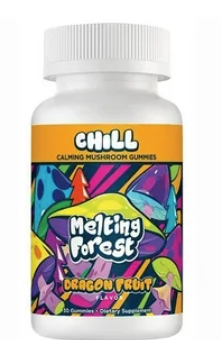 CHILL
CALMING MUSHROOM GUMMIES
Melting
Forest
DRAGON FRUIT
FLAVOR
30 Gummies • Dietary Supplement